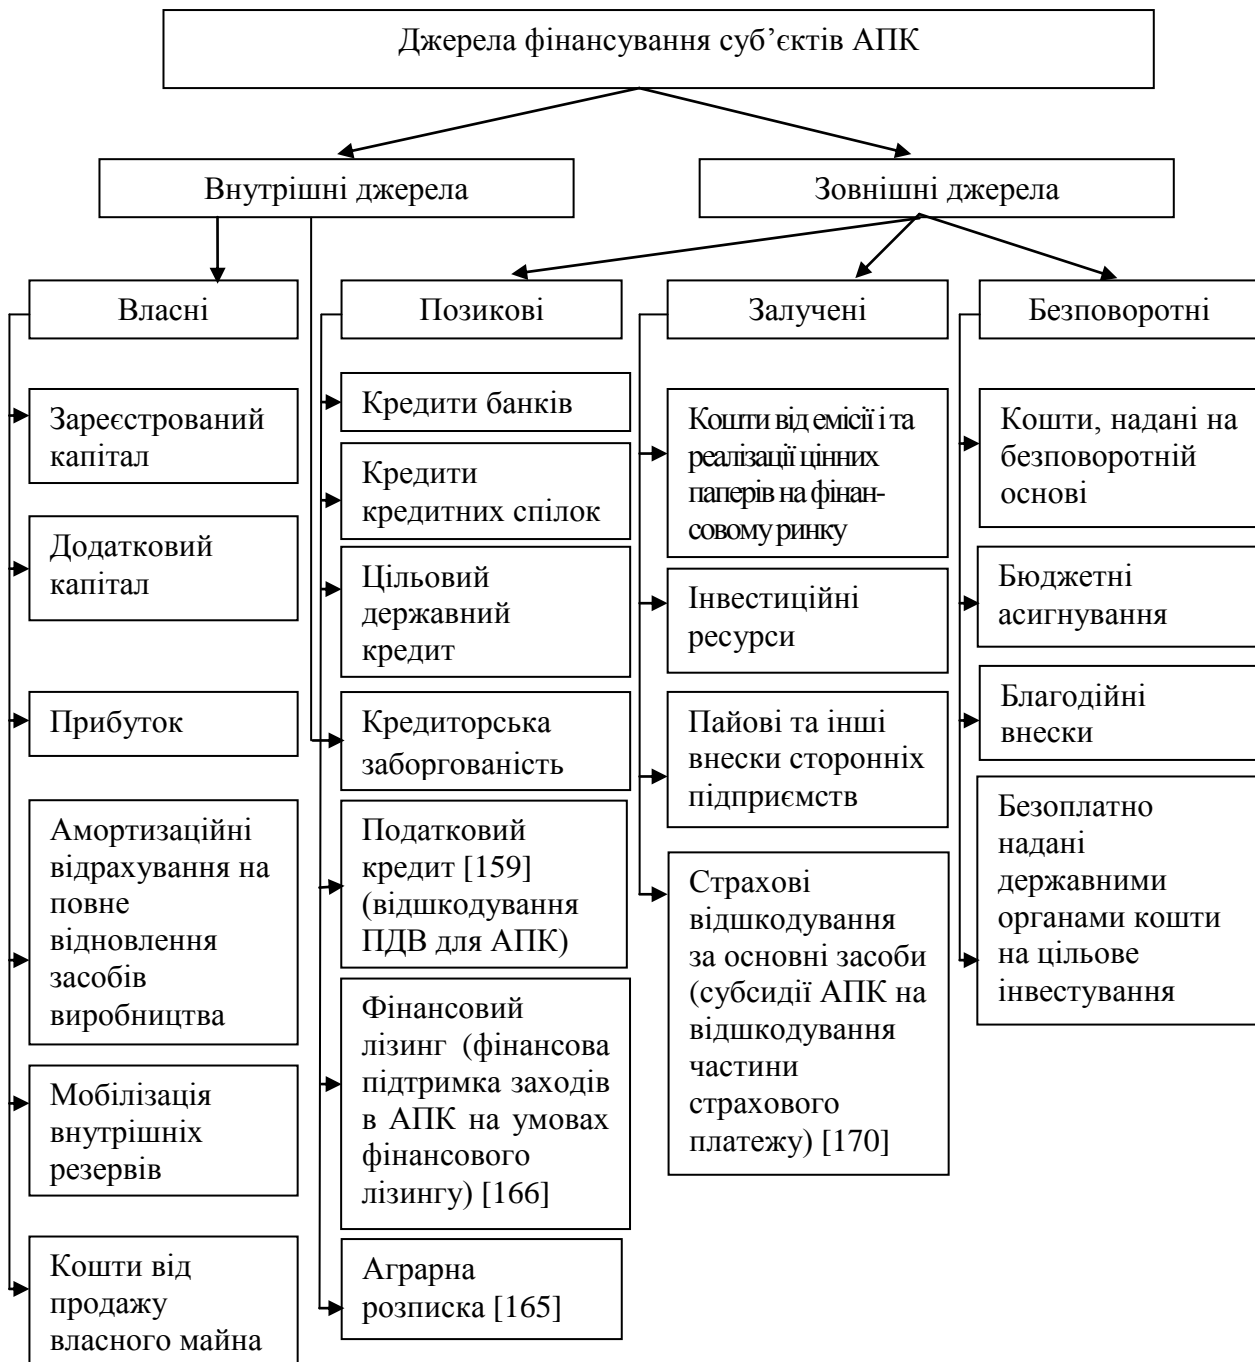 Джерела фінансування суб’єктів АПК
Внутрішні джерела
Зовнішні джерела
Власні
Позикові
Залучені
Безповоротні
Зареєстрований
капітал
Додатковий
капітал
Прибуток
Амортизаційні
відрахування на
повне
відновлення
засобів
виробництва
Мобілізація
внутрішніх
резервів
Кошти від
продажу
власного майна
Кредити банків
Кредити
кредитних спілок
Цільовий
державний
кредит
Кредиторська
заборгованість
Податковий
кредит [159]
(відшкодування
ПДВ для АПК)
Фінансовий
лізинг (фінансова
підтримка заходів
в АПК на умовах
фінансового
лізингу) [166]
Аграрна
розписка [165]
Кошти від емісії і та
реалізації цінних
паперів на фінан-
совому ринку
Інвестиційні
ресурси
Пайові та інші
внески сторонніх
підприємств
Страхові
відшкодування
за основні засоби
(субсидії АПК на
відшкодування
частини
страхового
платежу) [170]
Кошти, надані на
безповоротній
основі
Бюджетні
асигнування
Благодійні
внески
Безоплатно
надані
державними
органами кошти
на цільове
інвестування